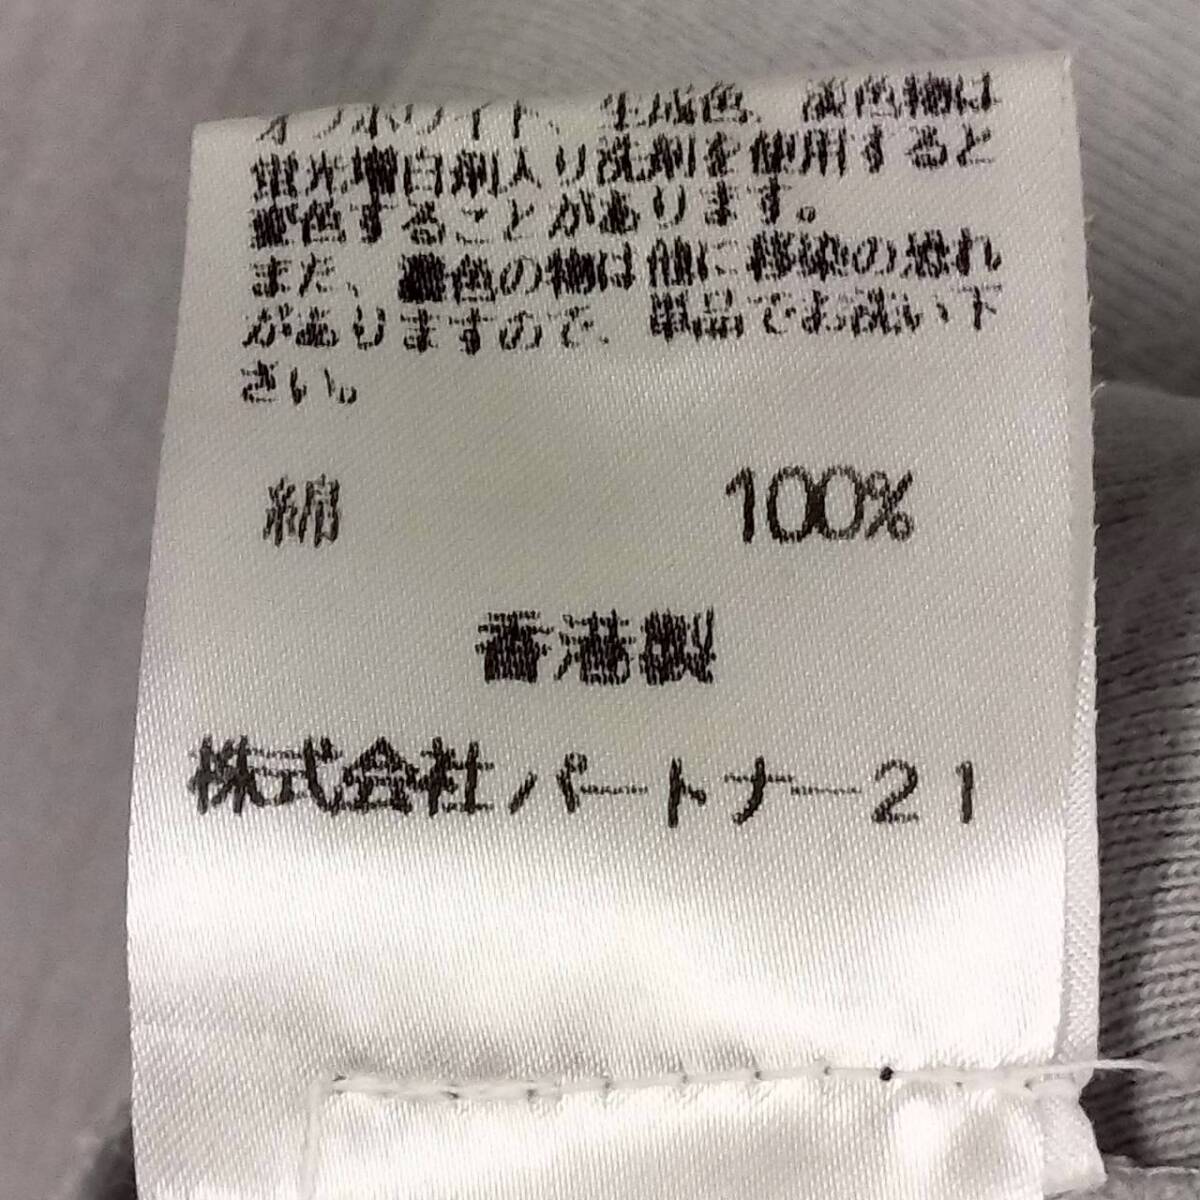 オフホワイト、生成色、淡色物は
蛍光増白剤入り洗剤を使用すると
変色することがあります。
また、濃色の物は他に移染の恐れ
がありますので、単品でお洗い下
さい。
綿 100%
香港製
株式会社パートナー21